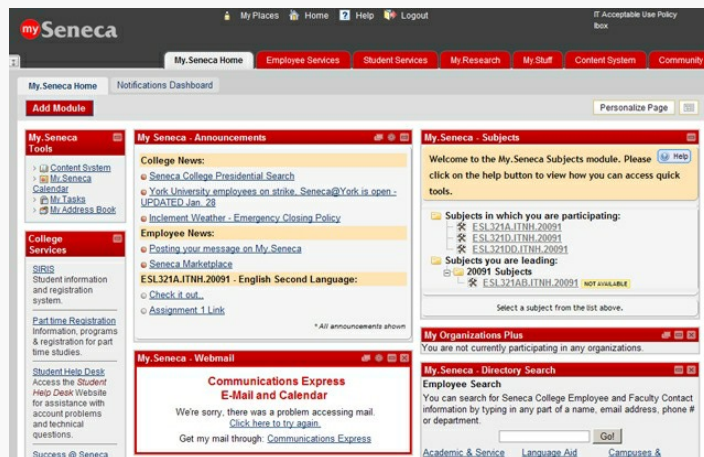 My Places Home ? Help Logout
IT Acceptable Use Policy
Ibox
my Seneca
My.Seneca Home Employee Services Student Services My.Research My.Stuff Content System Community
My.Seneca Home Notifications Dashboard
Add Module
Personalize Page
My.Seneca
Tools
Content System
My.Seneca
Calendar
My Tasks
My Address Book
College
Services
SIRIS
Student information
and registration
system.
Part time Registration
Information, programs
& registration for part
time studies.
Student Help Desk
Access the Student
Help Desk Website
for assistance with
account problems
and technical
questions.
Success @ Seneca
My Seneca - Announcements
College News:
Seneca College Presidential Search
York University employees on strike, Seneca@York is open -
UPDATED Jan. 28
Inclement Weather - Emergency Closing Policy
Employee News:
Posting your message on My.Seneca
Seneca Marketplace
ESL321A.ITNH.20091 - English Second Language:
Check it out..
Assignment 1 Link
*All announcements shown
My.Seneca - Webmail
Communications Express
E-Mail and Calendar
We're sorry, there was a problem accessing mail.
Click here to try again.
Get my mail through: Communications Express
My.Seneca - Subjects
Welcome to the My.Seneca Subjects module. Please
click on the help button to view how you can access quick
tools.
Help
Subjects in which you are participating:
ESL321A.ITNH.20091
ESL321D.ITNH.20091
ESL321DD.ITNH.20091
Subjects you are leading:
20091 Subjects
ESL321AB.ITNH.20091 NOT AVAILABLE
Select a subject from the list above.
My Organizations Plus
You are not currently participating in any organizations.
My.Seneca - Directory Search
Employee Search
You can search for Seneca College Employee and Faculty Contact
information by typing in any part of a name, email address, phone #
or department.
Go!
Academic & Service Language Aid Campuses &